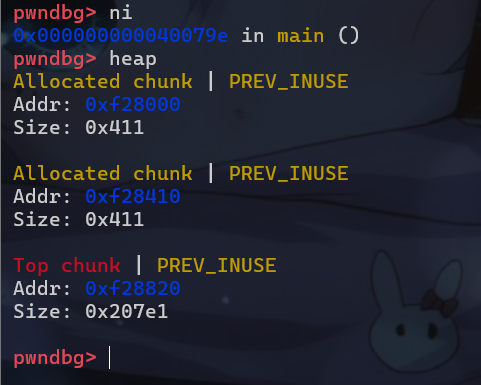 pwndbg> ni
0x000000000040079e in main ()
pwndbg> heap
Allocated chunk | PREV_INUSE
Addr: 0xf28000
Size: 0x411
Allocated chunk | PREV_INUSE
Addr: 0xf28410
Size: 0x411
Top chunk | PREV_INUSE
Addr: 0xf28820
Size: 0x207e1
pwndbg>